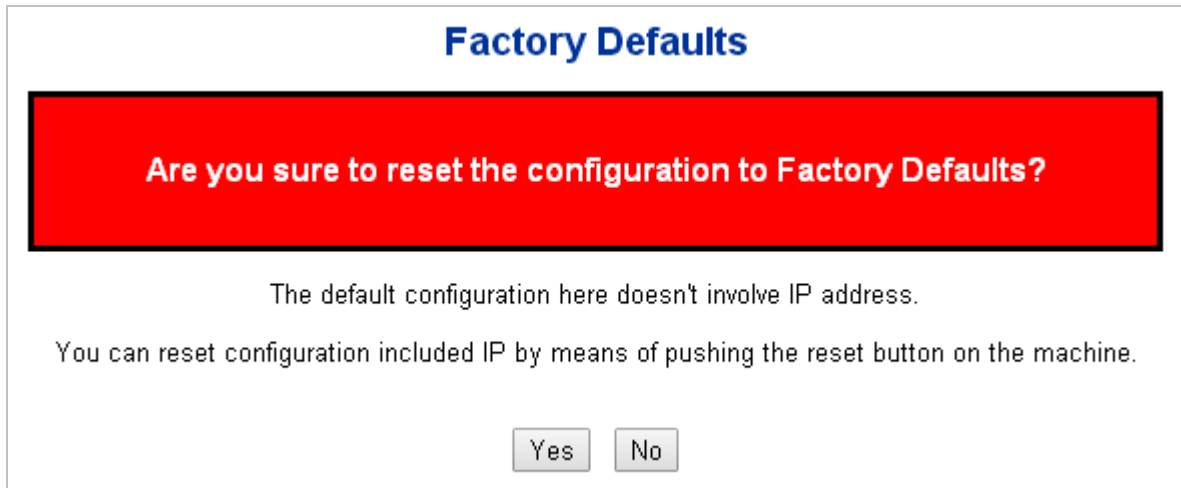 Factory Defaults
Are you sure to reset the configuration to Factory Defaults?
The default configuration here doesn't involve IP address.
You can reset configuration included IP by means of pushing the reset button on the machine.
Yes No